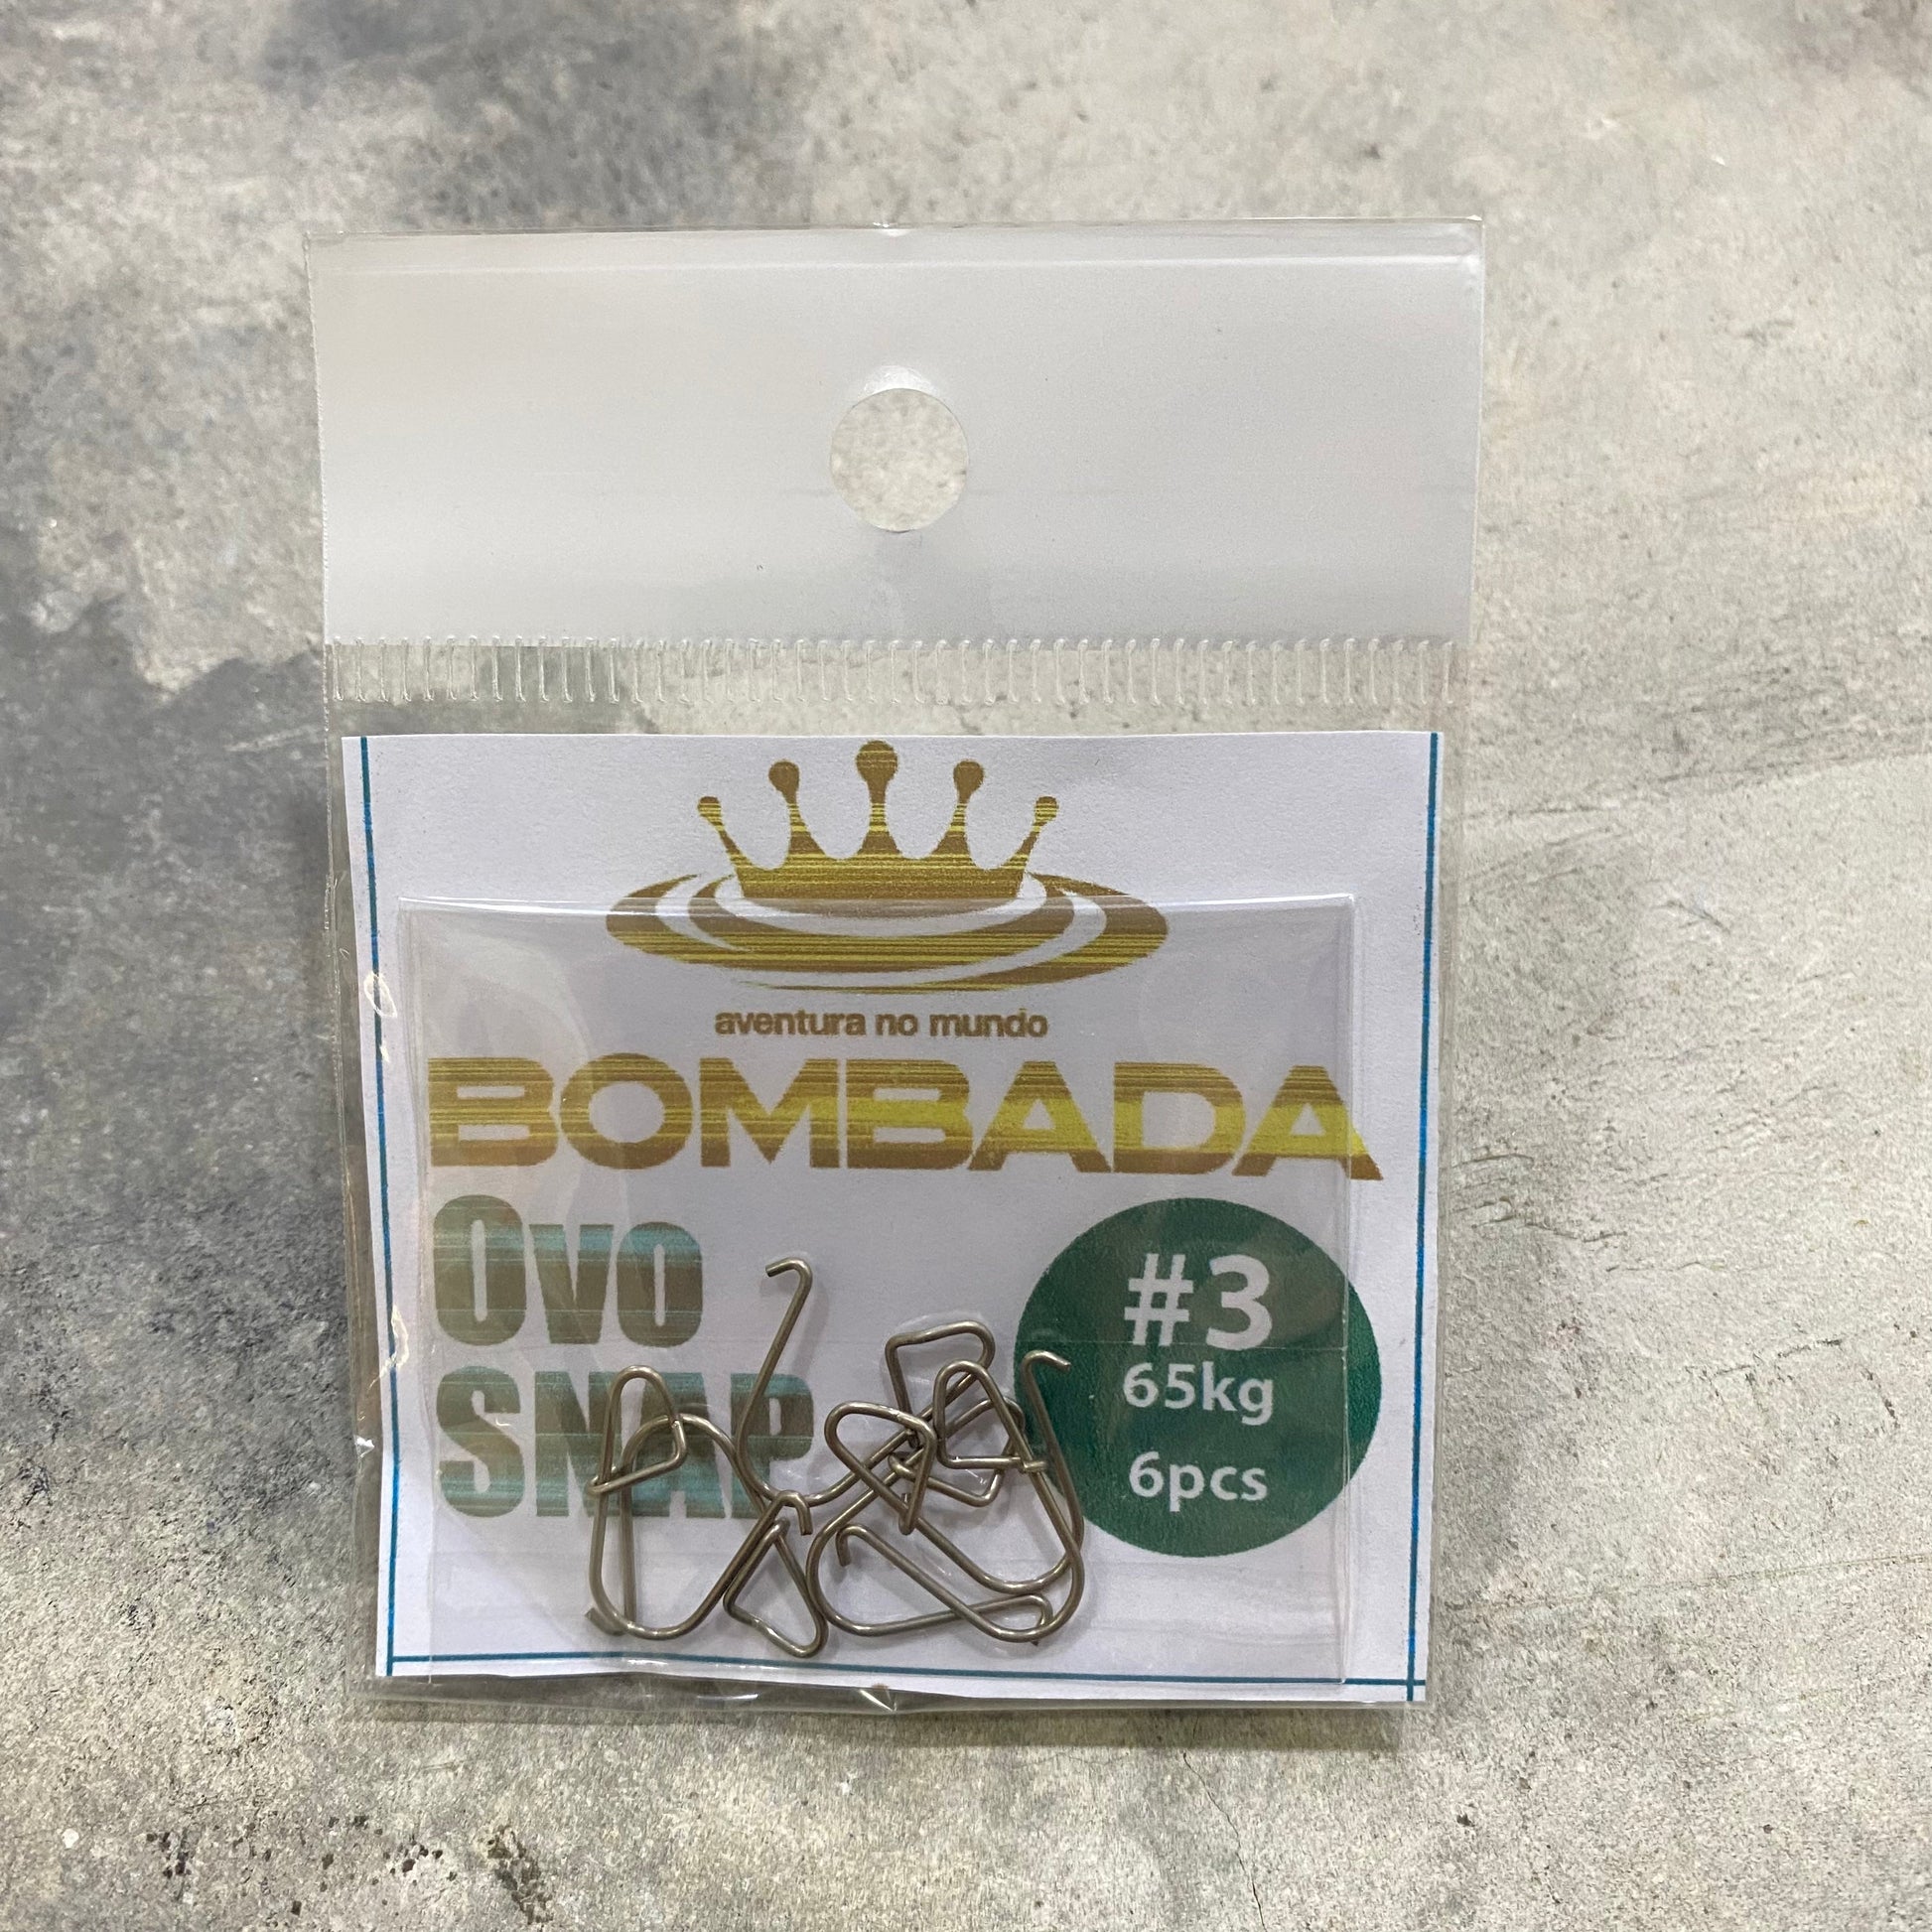 aventura no mundo
BOMBADA
OVO
SNAP
#3
65kg
6pcs